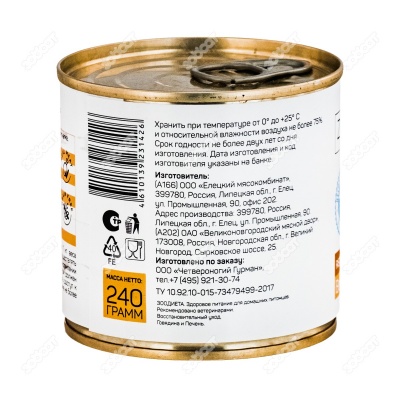 Хранить при температуре от 0° до +25° С
и относительной влажности воздуха не более 75%
Срок годности не более двух лет со дня
изготовления. Дата изготовления и код
изготовителя указаны на банке.
Изготовитель:
(А166) ООО «Елецкий мясокомбинат»,
399780, Россия, Липецкая обл., г. Елец,
ул. Промышленная, 90, офис 202.
Адрес производства: 399780, Россия,
Липецкая обл., г. Елец, ул. Промышленная, 90.
(А202) ОАО «Великоновгородский мясной двор»
173008, Россия, Новгородская обл, г. Великий
Новгород, Сырковское шоссе, 25.
Изготовлено по заказу:
ООО «Четвероногий Гурман»
тел.+7 (495) 921-30-74
ТУ 10.92.10-015-73479499-2017
ЗООДИЕТА. Здоровое питание для домашних питомцев.
Рекомендовано ветеринарами.
Восстановительный уход
Говядина и Печень.
4610139231426
40
FE
МАССА НЕТТО:
240
ГРАММ